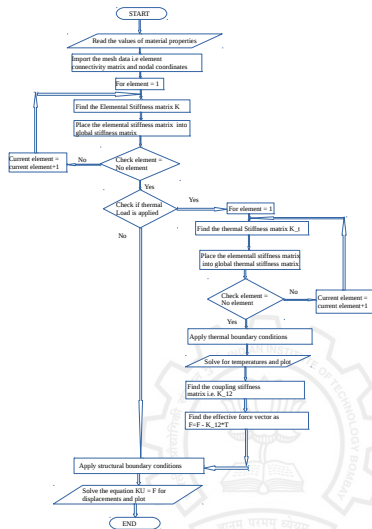 START
Read the values of material properties
Import the mesh data i.e element
connectivity matrix and nodal coordinates
For element = 1
Find the Elemental Stiffness matrix K
Place the elemental stiffness matrix into
global stiffness matrix
Check element =
No element
No
Current element =
current element+1
Yes
Check if thermal
Load is applied
Yes
No
For element = 1
Find the thermal Stiffness matrix K_t
Place the elementall stiffness matrix
into global thermal stiffness matrix
Check element =
No element
No
Current element =
current element+1
Yes
Apply thermal boundary conditions
Solve for temperatures and plot
Find the coupling stiffness
matrix i.e. K_12
Find the effective force vector as
F=F - K_12*T
Apply structural boundary conditions
Solve the equation KU = F for
displacements and plot
END
INDIAN INSTITUTE OF TECHNOLOGY BOMBAY